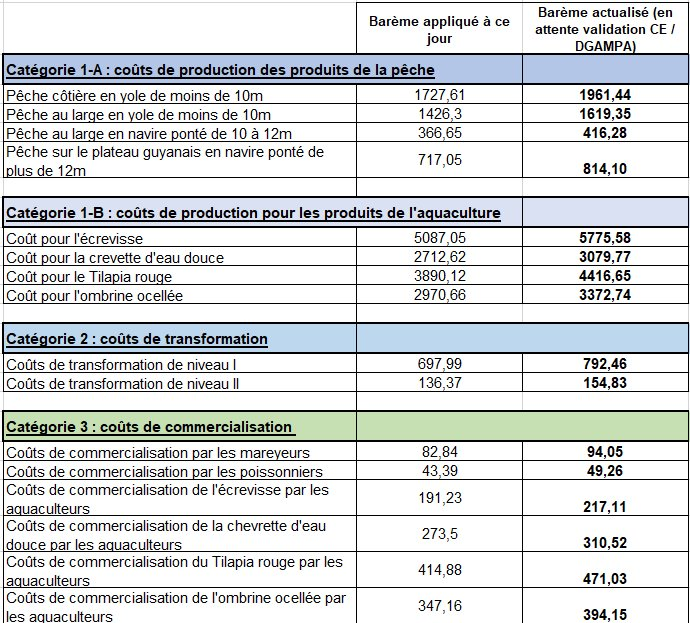 Barème appliqué à ce
jour
Barème actualisé (en
attente validation CE /
DGAMPA)
Catégorie 1-A : coûts de production des produits de la pêche
Pêche côtière en yole de moins de 10m 1727,61 1961,44
Pêche au large en yole de moins de 10m 1426,3 1619,35
Pêche au large en navire ponté de 10 à 12m 366,65 416,28
Pêche sur le plateau guyanais en navire ponté de
plus de 12m 717,05 814,10
Catégorie 1-B : coûts de production pour les produits de l'aquaculture
Coût pour l'écrevisse 5087,05 5775,58
Coût pour la crevette d'eau douce 2712,62 3079,77
Coût pour le Tilapia rouge 3890,12 4416,65
Coût pour l'ombrine ocellée 2970,66 3372,74
Catégorie 2 : coûts de transformation
Coûts de transformation de niveau I 697,99 792,46
Coûts de transformation de niveau II 136,37 154,83
Catégorie 3 : coûts de commercialisation
Coûts de commercialisation par les mareyeurs 82,84 94,05
Coûts de commercialisation par les poissonniers 43,39 49,26
Coûts de commercialisation de l'écrevisse par les
aquaculteurs 191,23 217,11
Coûts de commercialisation de la chevrette d'eau
douce par les aquaculteurs 273,5 310,52
Coûts de commercialisation du Tilapia rouge par les
aquaculteurs 414,88 471,03
Coûts de commercialisation de l'ombrine ocellée par
les aquaculteurs 347,16 394,15